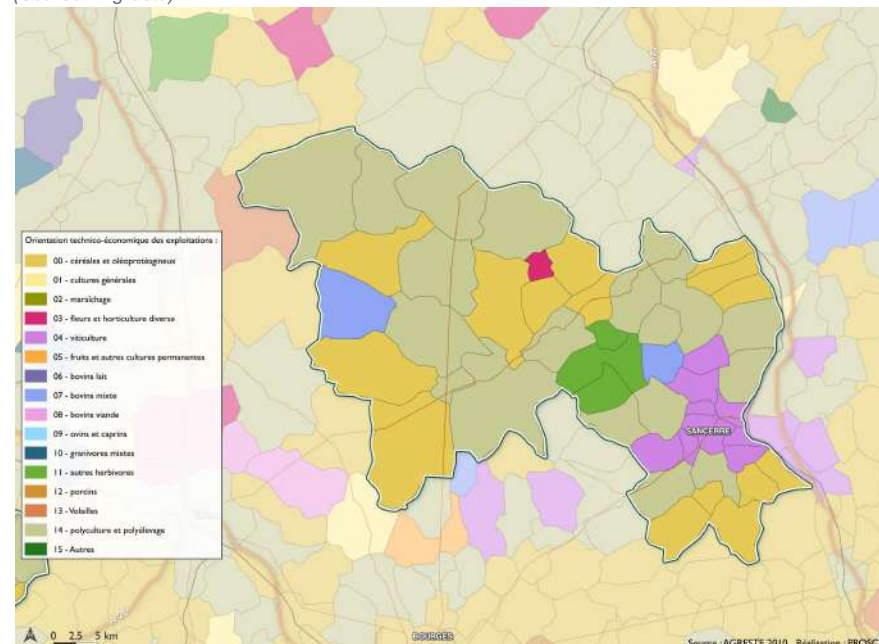 Orientation technico-économique des exploitations :
00 - céréales et oléoprotéagineux
01 - cultures générales
02 - maraîchage
03 - fleurs et horticulture diverse
04 - viticulture
05 - fruits et autres cultures permanentes
06 - bovins lait
07 - bovins mixte
08 - bovins viande
09 - ovins et caprins
10 - granivores mixtes
11 - autres herbivores
12 - porcins
13 - Volailles
14 - polyculture et polyélevage
15 - Autres
SANCERRE
BOURGES
0 2.5 5 km
Source : AGRESTE 2010